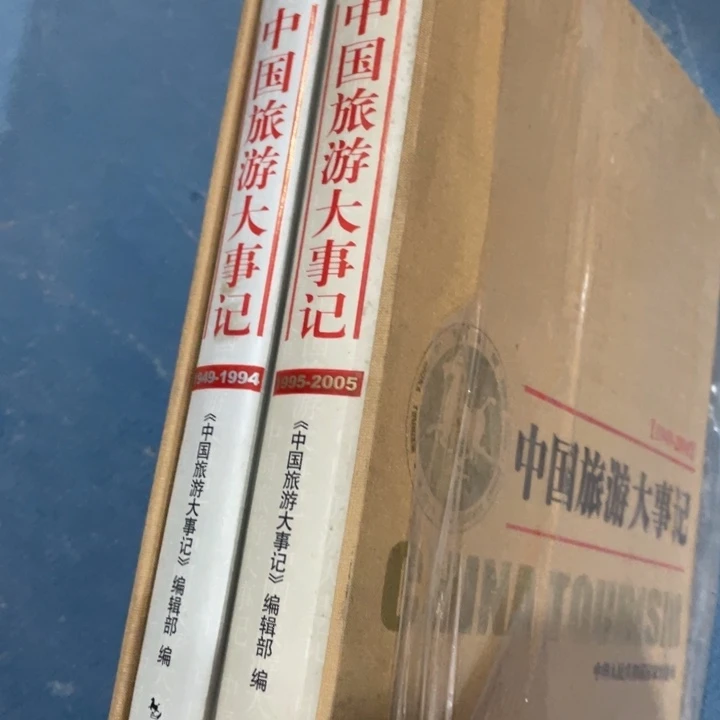 中国旅游大事记
1949-1994
《中国旅游大事记》编辑部 编
中国旅游大事记
1995-2005
《中国旅游大事记》编辑部 编
中国旅游大事记
CHINA TOURISM